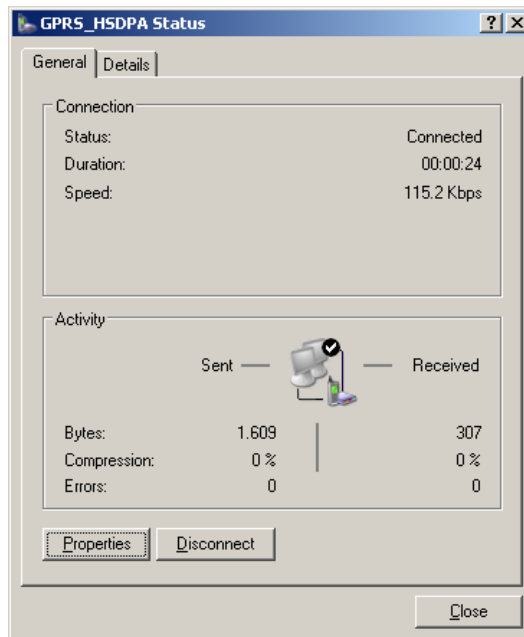 GPRS_HSDPA Status
General Details
Connection
Status: Connected
Duration: 00:00:24
Speed: 115.2 Kbps
Activity
Sent Received
Bytes: 1.609 307
Compression: 0 % 0 %
Errors: 0 0
Properties Disconnect
Close